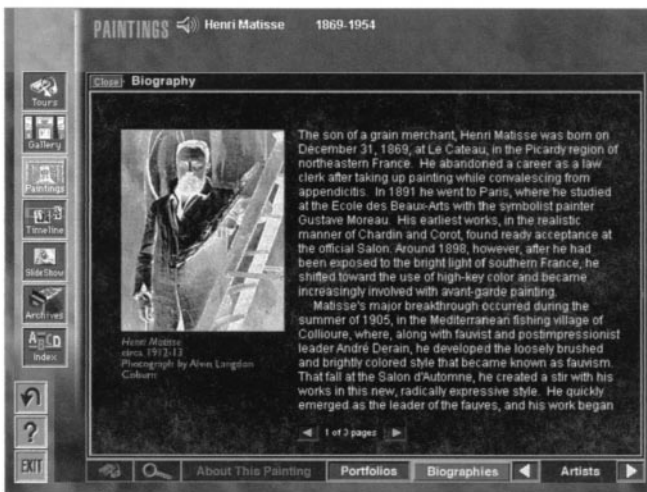 PAINTINGS Henri Matisse 1869-1954
Tours
Gallery
Paintings
Timeline
SlideShow
Archives
A B C D
Index
?
EXIT
Close Biography
Henri Matisse
circa 1912-13
Photograph by Alvin Langdon
Coburn
The son of a grain merchant, Henri Matisse was born on
December 31, 1869, at Le Cateau, in the Picardy region of
northeastern France. He abandoned a career as a law
clerk after taking up painting while convalescing from
appendicitis. In 1891 he went to Paris, where he studied
at the Ecole des Beaux-Arts with the symbolist painter
Gustave Moreau. His earliest works, in the realistic
manner of Chardin and Corot, found ready acceptance at
the official Salon. Around 1898, however, after he had
been exposed to the bright light of southern France, he
shifted toward the use of high-key color and became
increasingly involved with avant-garde painting.
Matisse's major breakthrough occurred during the
summer of 1905, in the Mediterranean fishing village of
Collioure, where, along with fauvist and postimpressionist
leader André Derain, he developed the loosely brushed
and brightly colored style that became known as fauvism.
That fall at the Salon d'Automne, he created a stir with his
works in this new, radically expressive style. He quickly
emerged as the leader of the fauves, and his work began
1 of 3 pages
About This Painting Portfolios Biographies Artists